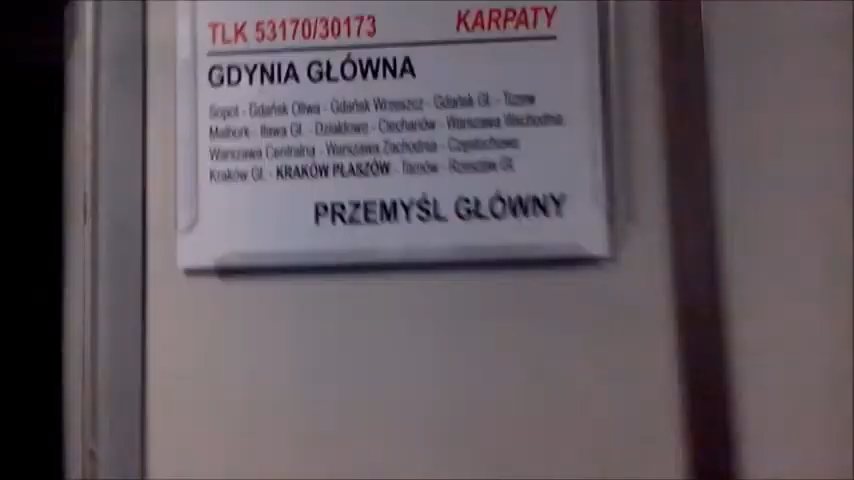 TLK 53170/30173 KARPATY
GDYNIA GŁÓWNA
Sopot - Gdańsk Oliwa - Gdańsk Wrzeszcz - Gdańsk Gł. - Tczew
Malbork - Iława Gł. - Działdowo - Ciechanów - Warszawa Wschodnia
Warszawa Centralna - Warszawa Zachodnia - Częstochowa
Kraków Gł. - KRAKÓW PŁASZÓW - Tarnów - Rzeszów Gł.
PRZEMYŚL GŁÓWNY